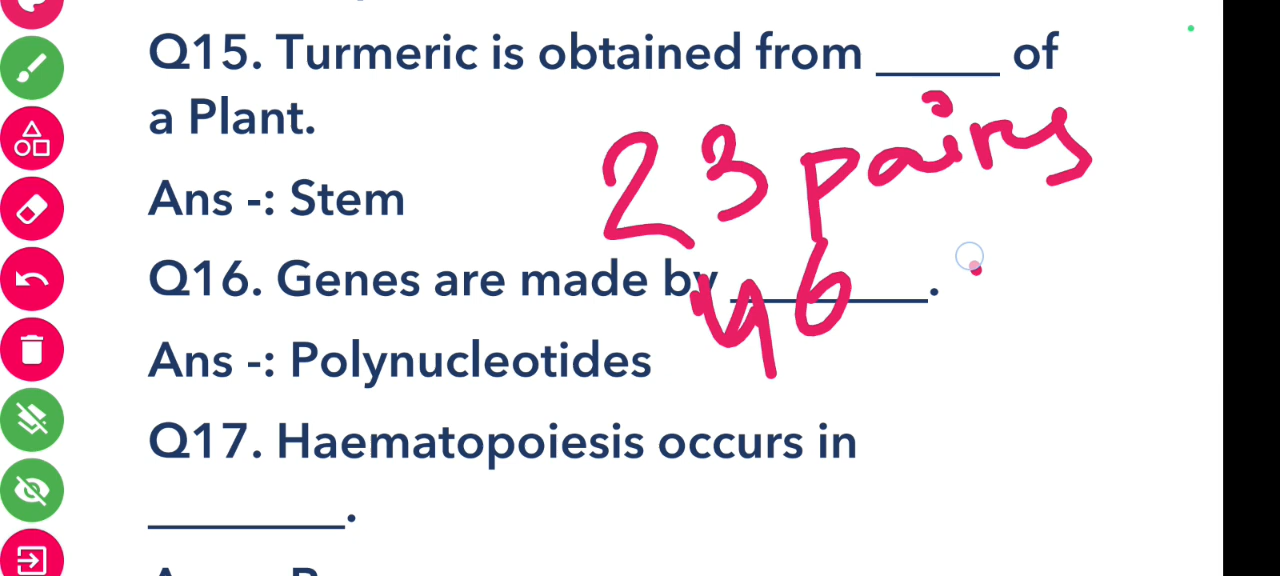 Q15. Turmeric is obtained from _____ of
a Plant.
23 pairs
Ans -: Stem
Q16. Genes are made by ________.
46
Ans -: Polynucleotides
Q17. Haematopoiesis occurs in
________.